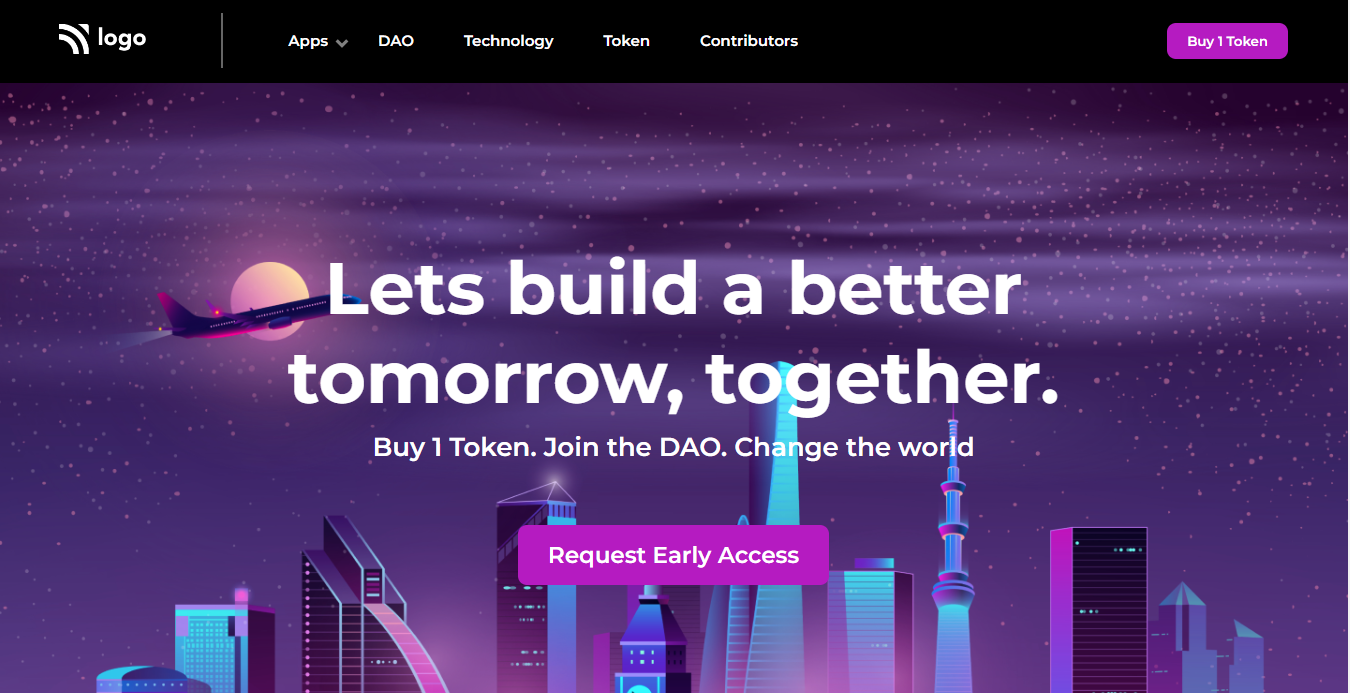 logo
Apps
DAO
Technology
Token
Contributors
Buy 1 Token
Lets build a better
tomorrow, together.
Buy 1 Token. Join the DAO. Change the world
Request Early Access